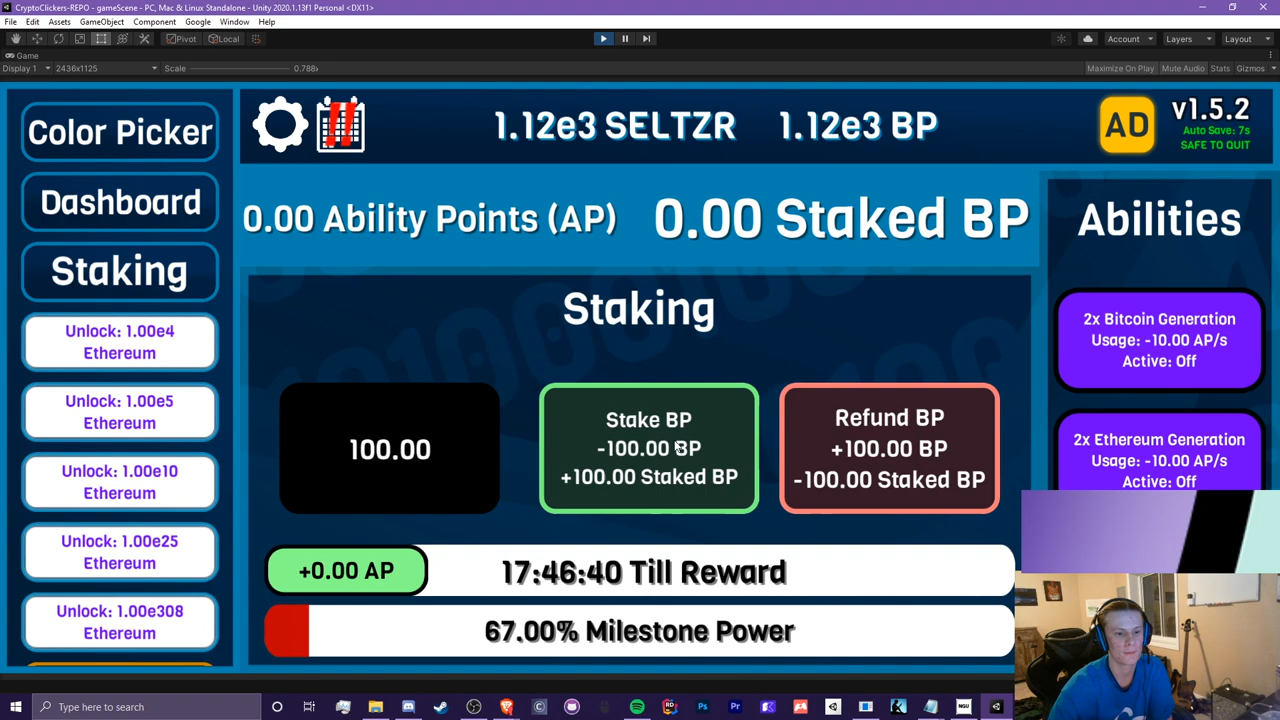 CryptoClickers-REPO - gameScene - PC, Mac & Linux Standalone - Unity 2020.1.13f1 Personal <DX11>
File Edit Assets GameObject Component Google Window Help
Pivot Local
Account Layers Layout
Game
Display 1 2436x1125 Scale 0.788x
Maximize On Play Mute Audio Stats Gizmos
Color Picker
Dashboard
Staking
Unlock: 1.00e4
Ethereum
Unlock: 1.00e5
Ethereum
Unlock: 1.00e10
Ethereum
Unlock: 1.00e25
Ethereum
Unlock: 1.00e308
Ethereum
!!
1.12e3 SELTZR 1.12e3 BP
AD
v1.5.2
Auto Save: 7s
SAFE TO QUIT
0.00 Ability Points (AP) 0.00 Staked BP
Staking
100.00
Stake BP
-100.00 BP
+100.00 Staked BP
Refund BP
+100.00 BP
-100.00 Staked BP
+0.00 AP
17:46:40 Till Reward
67.00% Milestone Power
Abilities
2x Bitcoin Generation
Usage: -10.00 AP/s
Active: Off
2x Ethereum Generation
Usage: -10.00 AP/s
Active: Off
Type here to search
RD
Ps
Pr
NGU